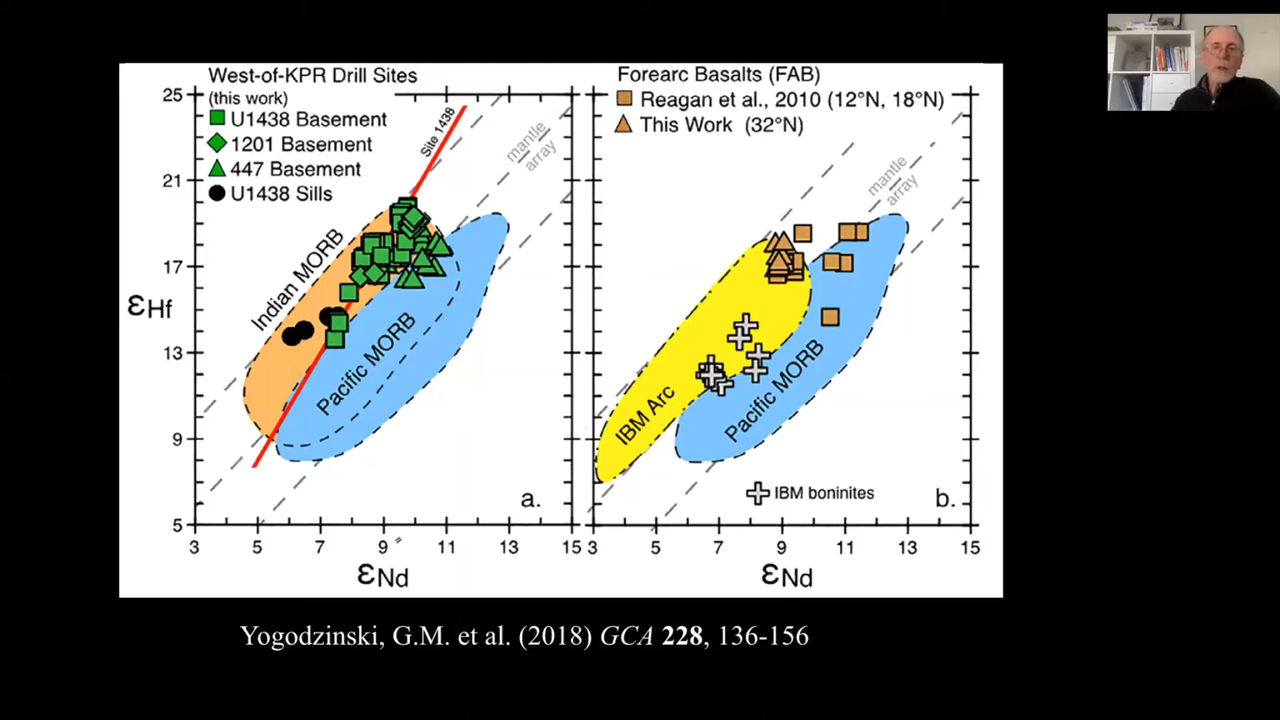 West-of-KPR Drill Sites
(this work)
U1438 Basement
1201 Basement
447 Basement
U1438 Sills
Site 1438
mantle
array
Indian MORB
Pacific MORB
a.
25
21
17
13
9
5
εHf
3
5
7
9
11
13
15
εNd
Forearc Basalts (FAB)
Reagan et al., 2010 (12°N, 18°N)
This Work (32°N)
mantle
array
IBM Arc
Pacific MORB
IBM boninites
b.
3
5
7
9
11
13
15
εNd
Yogodzinski, G.M. et al. (2018) GCA 228, 136-156